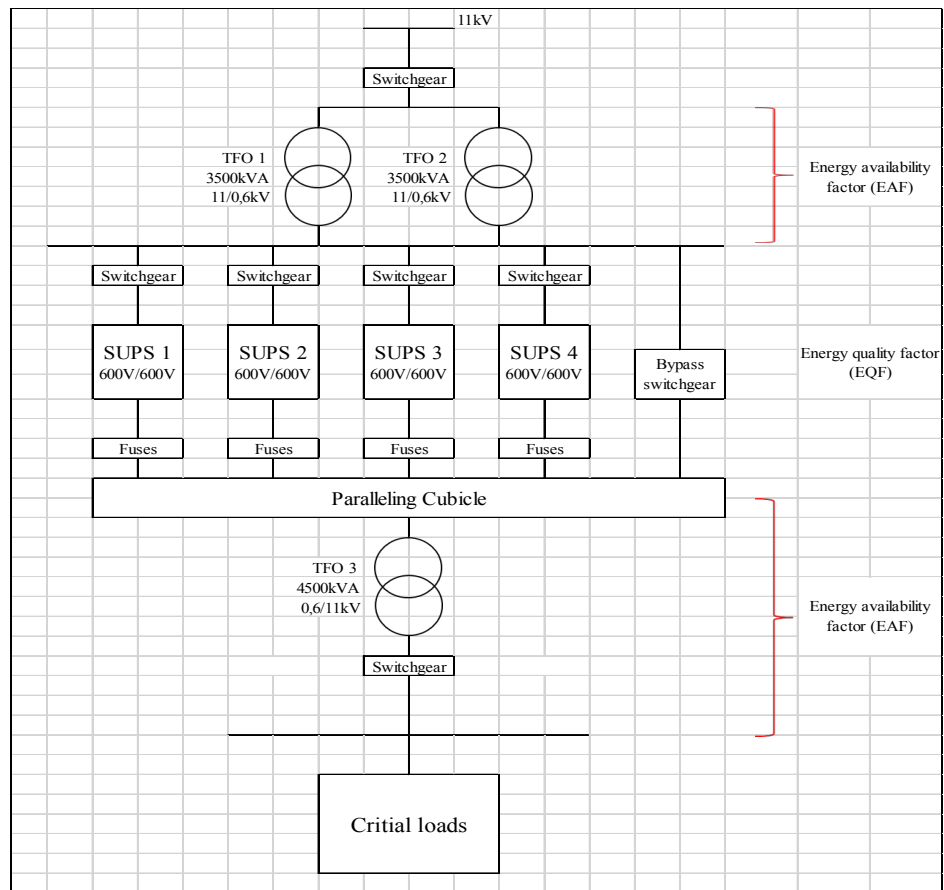 11kV
Switchgear
TFO 1
3500kVA
11/0,6kV
TFO 2
3500kVA
11/0,6kV
Energy availability
factor (EAF)
Switchgear
Switchgear
Switchgear
Switchgear
SUPS 1
600V/600V
SUPS 2
600V/600V
SUPS 3
600V/600V
SUPS 4
600V/600V
Bypass
switchgear
Energy quality factor
(EQF)
Fuses
Fuses
Fuses
Fuses
Paralleling Cubicle
TFO 3
4500kVA
0,6/11kV
Energy availability
factor (EAF)
Switchgear
Critial loads